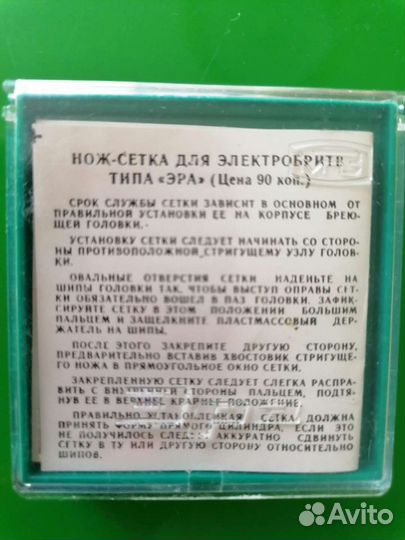 НОЖ-СЕТКА ДЛЯ ЭЛЕКТРОБРИТВ
ТИПА «ЭРА» (Цена 90 коп.)
СРОК СЛУЖБЫ СЕТКИ ЗАВИСИТ В ОСНОВНОМ ОТ
ПРАВИЛЬНОЙ УСТАНОВКИ ЕЕ НА КОРПУСЕ БРЕЮ-
ЩЕЙ ГОЛОВКИ.
УСТАНОВКУ СЕТКИ СЛЕДУЕТ НАЧИНАТЬ СО СТОРО-
НЫ ПРОТИВОПОЛОЖНОЙ СТРИГУЩЕМУ УЗЛУ ГОЛОВ-
КИ.
ОВАЛЬНЫЕ ОТВЕРСТИЯ СЕТКИ НАДЕНЬТЕ НА
ШИПЫ ГОЛОВКИ ТАК, ЧТОБЫ ВЫСТУП ОПРАВЫ СЕТ-
КИ ОБЯЗАТЕЛЬНО ВОШЕЛ В ПАЗ ГОЛОВКИ. ЗАФИК-
СИРУЙТЕ СЕТКУ В ЭТОМ ПОЛОЖЕНИИ БОЛЬШИМ
ПАЛЬЦЕМ И ЗАЩЕЛКНИТЕ ПЛАСТМАССОВЫЙ ДЕР-
ЖАТЕЛЬ НА ШИПЫ.
ПОСЛЕ ЭТОГО ЗАКРЕПИТЕ ДРУГУЮ СТОРОНУ,
ПРЕДВАРИТЕЛЬНО ВСТАВИВ ХВОСТОВИК СТРИГУЩЕ-
ГО НОЖА В ПРЯМОУГОЛЬНОЕ ОКНО СЕТКИ.
ЗАКРЕПЛЕННУЮ СЕТКУ СЛЕДУЕТ СЛЕГКА РАСПРА-
ВИТЬ С ВНУТРЕННЕЙ СТОРОНЫ ПАЛЬЦЕМ, ПОДТЯ-
НУВ ЕЕ В ВЕРХНЕЕ КРАЙНЕЕ ПОЛОЖЕНИЕ.
ПРАВИЛЬНО УСТАНОВЛЕННАЯ СЕТКА ДОЛЖНА
ПРИНЯТЬ ФОРМУ ПРЯМОГО ЦИЛИНДРА, ЕСЛИ ЭТО
НЕ ПОЛУЧИЛОСЬ СЛЕДУЕТ АККУРАТНО СДВИНУТЬ
СЕТКУ В ТУ ИЛИ ДРУГУЮ СТОРОНУ ОТНОСИТЕЛЬНО
ШИПОВ.
Avito